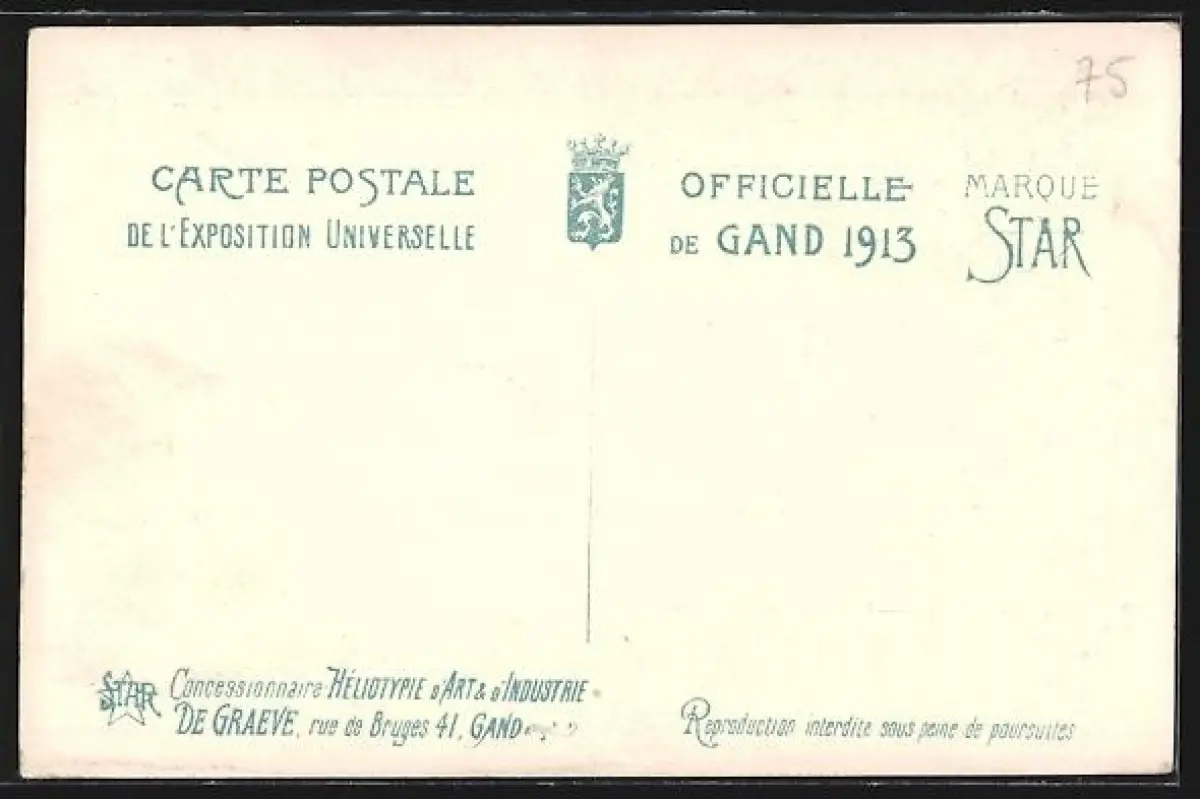 75
CARTE POSTALE OFFICIELLE MARQUE
DE L'EXPOSITION UNIVERSELLE DE GAND 1913 STAR
STAR Concessionnaire HÉLIOTYPIE D'ART & D'INDUSTRIE
DE GRAEVE, rue de Bruges 41, GAND
Reproduction interdite sous peine de poursuites